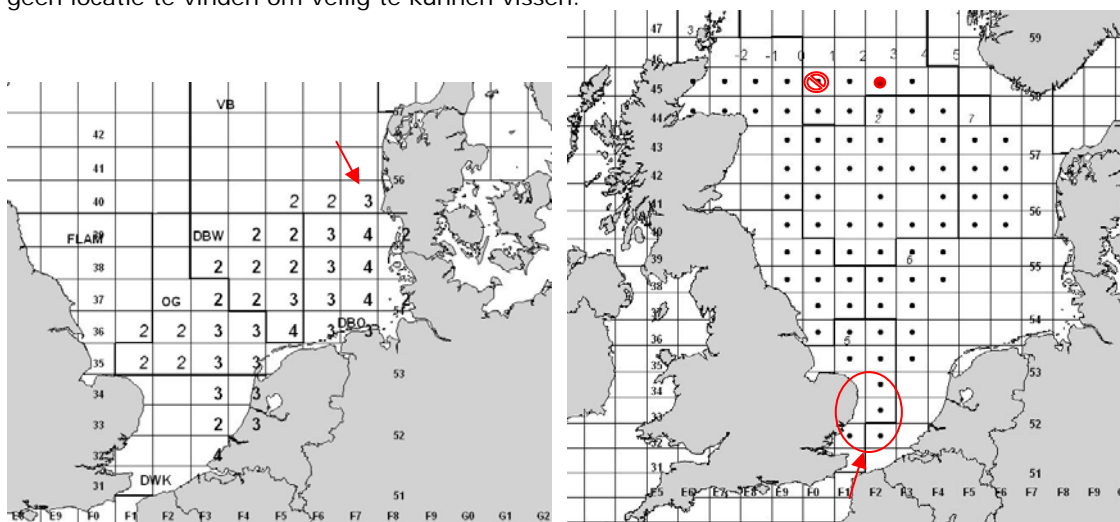 geen locatie te vinden om veilig te kunnen vissen.
VB
42
41
40 2 2 3 56
FLAM 39 DBW 2 2 3 4 2
38 2 2 2 3 4
37 OG 2 2 3 3 4 2
36 2 2 3 3 4 3 DBO 3
35 2 2 3 3 53
34 3 3
33 2 3 52
32 4
31 DWK 1 51
E8 E9 F0 F1 F2 F3 F4 F5 F6 F7 F8 F9 G0 G1 G2
47 3 59
-2 -1 0 1 2 3 4 5
45 58
44 2 7
43 57
42
41 56
40
39 6 55
38
37 54
36 5
35 53
34
33 52
32
31 51
E5 E6 E7 E8 E9 F0 F1 F2 F3 F4 F5 F6 F7 F8 F9